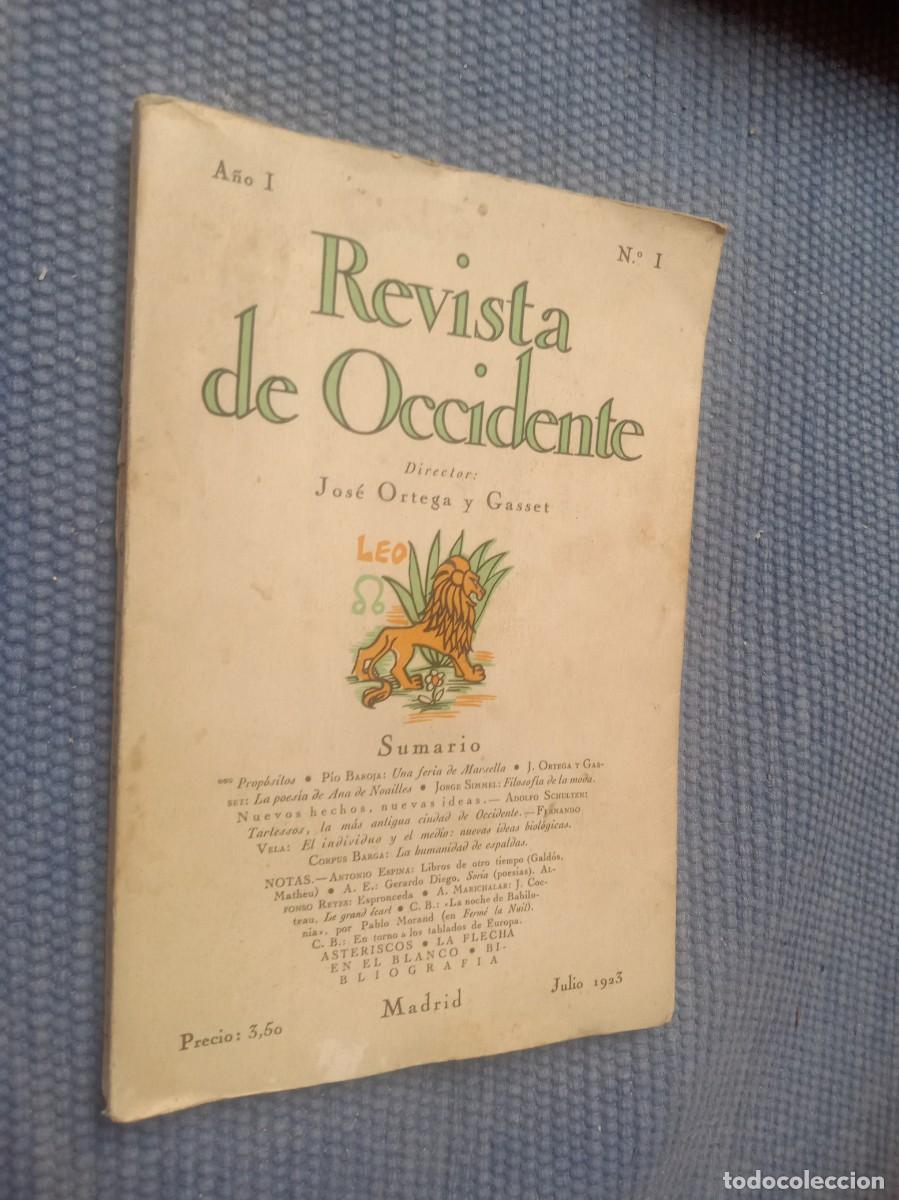 Año I
N.º I
Revista
de Occidente
Director:
José Ortega y Gasset
LEO
♌
Sumario
*** Propósitos • Pío Baroja: Una feria de Marsella • J. Ortega y Gas-
set: La poesía de Ana de Noailles • Jorge Simmel: Filosofía de la moda.
Nuevos hechos, nuevas ideas.— Adolfo Schulten:
Tartessos, la más antigua ciudad de Occidente.— Fernando
Vela: El individuo y el medio: nuevas ideas biológicas.
Corpus Barga: La humanidad de espaldas.
NOTAS.—Antonio Espina: Libros de otro tiempo (Galdós,
Matheu) • A. E.: Gerardo Diego, Soria (poesías). Al-
fonso Reyes: Espronceda • A. Marichalar: J. Coc-
teau, Le grand écart • C. B.: «La noche de Babilo-
nia», por Pablo Morand (en Fermé la Nuit).
C. B.: En torno a los tablados de Europa.
ASTERISCOS • LA FLECHA
EN EL BLANCO • BI-
BLIOGRAFIA
Precio: 3,50
Madrid
Julio 1923
todocoleccion